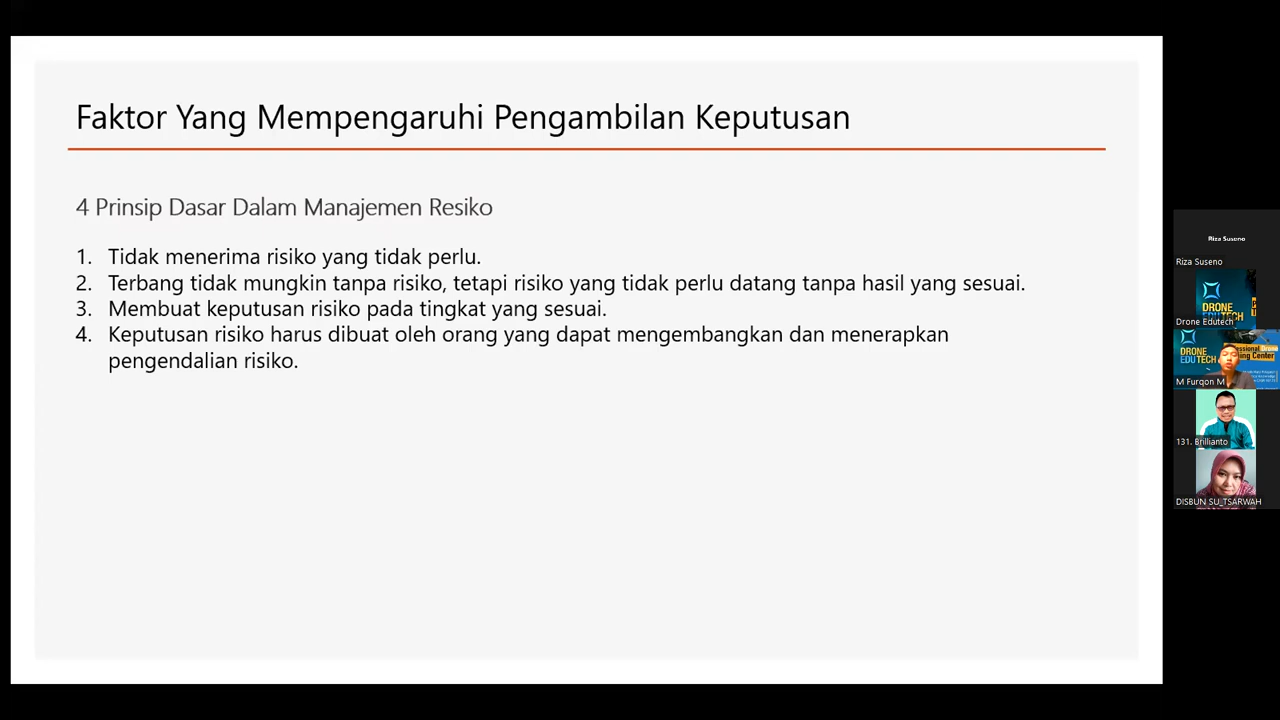 Faktor Yang Mempengaruhi Pengambilan Keputusan
4 Prinsip Dasar Dalam Manajemen Resiko
1. Tidak menerima risiko yang tidak perlu.
2. Terbang tidak mungkin tanpa risiko, tetapi risiko yang tidak perlu datang tanpa hasil yang sesuai.
3. Membuat keputusan risiko pada tingkat yang sesuai.
4. Keputusan risiko harus dibuat oleh orang yang dapat mengembangkan dan menerapkan
pengendalian risiko.
Riza Suseno
Riza Suseno
DRONE
Drone Edutech
DRONE
EDUTECH
M Furqon M
131. Brillianto
DISBUN SU_TSARWAH